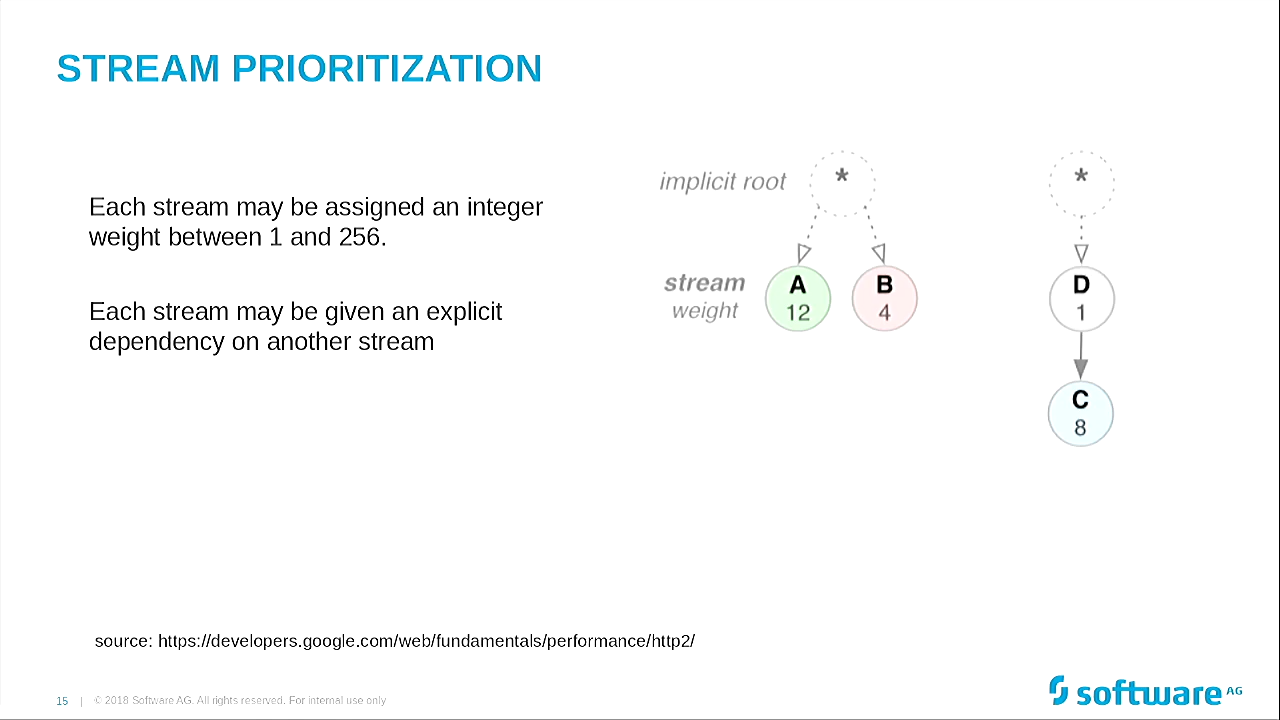 STREAM PRIORITIZATION
Each stream may be assigned an integer
weight between 1 and 256.
Each stream may be given an explicit
dependency on another stream
implicit root
*
*
stream
weight
A
12
B
4
D
1
C
8
source: https://developers.google.com/web/fundamentals/performance/http2/
15 | © 2018 Software AG. All rights reserved. For internal use only
software AG